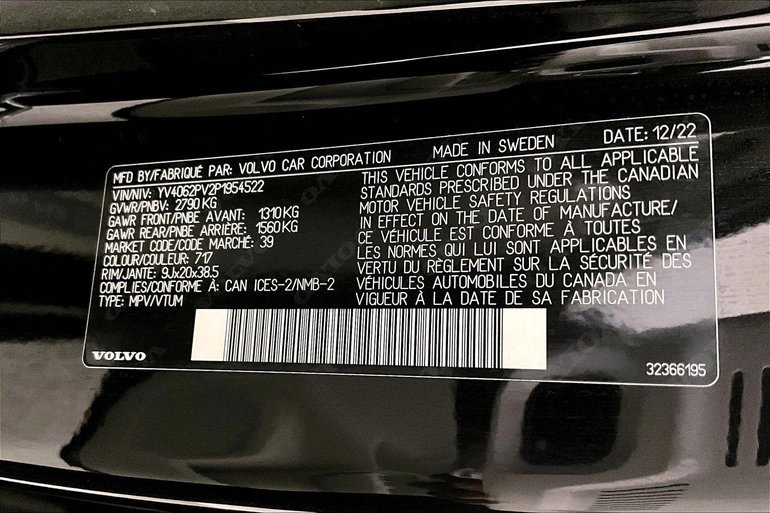 MFD BY/FABRIQUÉ PAR: VOLVO CAR CORPORATION MADE IN SWEDEN DATE: 12/22
VIN/NIV: YV4062PV2P1954522
GVWR/PNBV: 2790 KG
GAWR FRONT/PNBE AVANT: 1310 KG
GAWR REAR/PNBE ARRIÈRE: 1560 KG
MARKET CODE/CODE MARCHÉ: 39
COLOUR/COULEUR: 717
RIM/JANTE: 9Jx20x38.5
COMPLIES/CONFORME À: CAN ICES-2/NMB-2
TYPE: MPV/VTUM
THIS VEHICLE CONFORMS TO ALL APPLICABLE
STANDARDS PRESCRIBED UNDER THE CANADIAN
MOTOR VEHICLE SAFETY REGULATIONS
IN EFFECT ON THE DATE OF MANUFACTURE/
CE VÉHICULE EST CONFORME À TOUTES
LES NORMES QUI LUI SONT APPLICABLES EN
VERTU DU RÈGLEMENT SUR LA SÉCURITÉ DES
VÉHICULES AUTOMOBILES DU CANADA EN
VIGUEUR À LA DATE DE SA FABRICATION
VOLVO
32366195